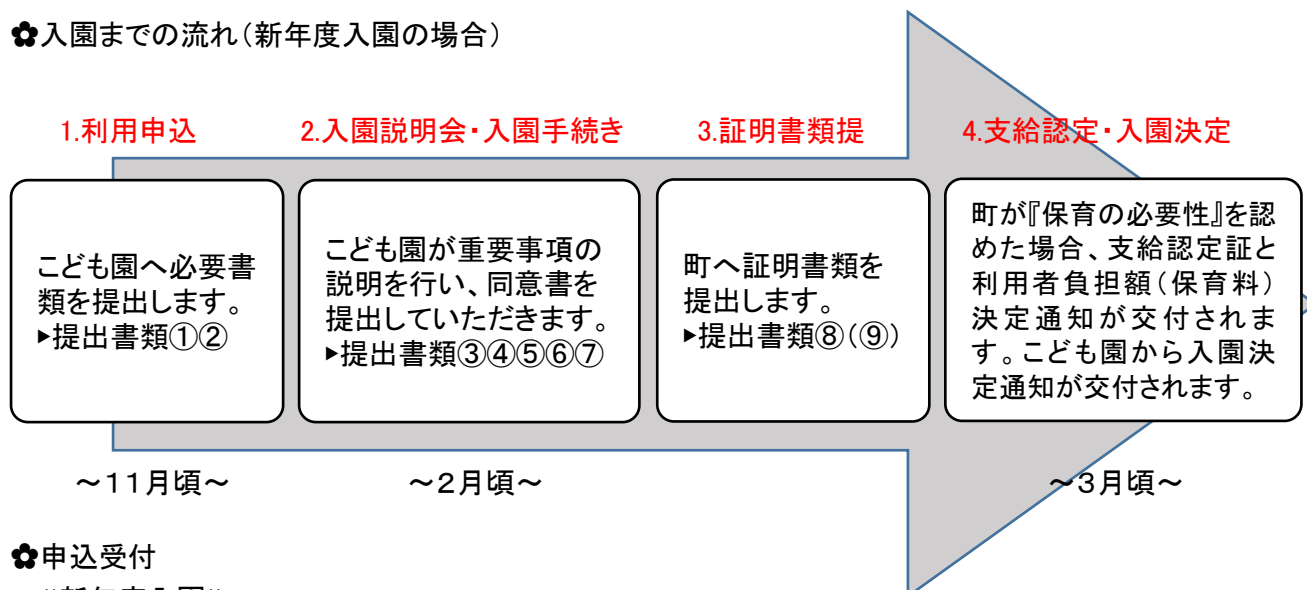 ✿入園までの流れ(新年度入園の場合)
1.利用申込
2.入園説明会・入園手続き
3.証明書類提
4.支給認定・入園決定
こども園へ必要書
類を提出します。
▶提出書類①②
こども園が重要事項の
説明を行い、同意書を
提出していただきます。
▶提出書類③④⑤⑥⑦
町へ証明書類を
提出します。
▶提出書類⑧(⑨)
町が『保育の必要性』を認
めた場合、支給認定証と
利用者負担額(保育料)
決定通知が交付されま
す。こども園から入園決
定通知が交付されます。
~11月頃~
~2月頃~
~3月頃~
✿申込受付